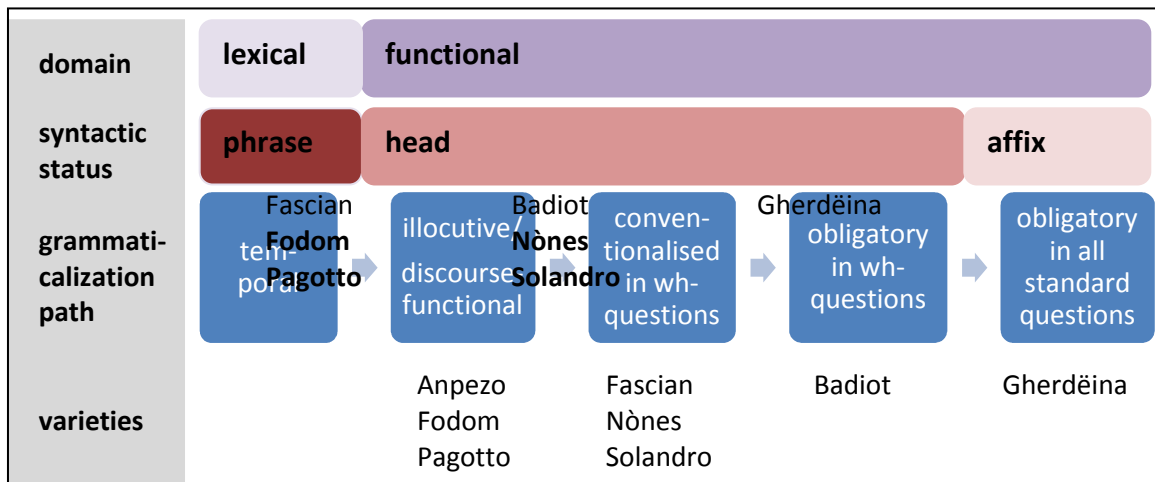 domain
lexical
functional
syntactic
status
phrase
head
affix
grammati-
calization
path
tem-
poral
illocutive/
discourse
functional
conven-
tionalised
in wh-
questions
obligatory
in wh-
questions
obligatory
in all
standard
questions
Fascian
Fodom
Pagotto
Badiot
Nònes
Solandro
Gherdëina
varieties
Anpezo
Fodom
Pagotto
Fascian
Nònes
Solandro
Badiot
Gherdëina